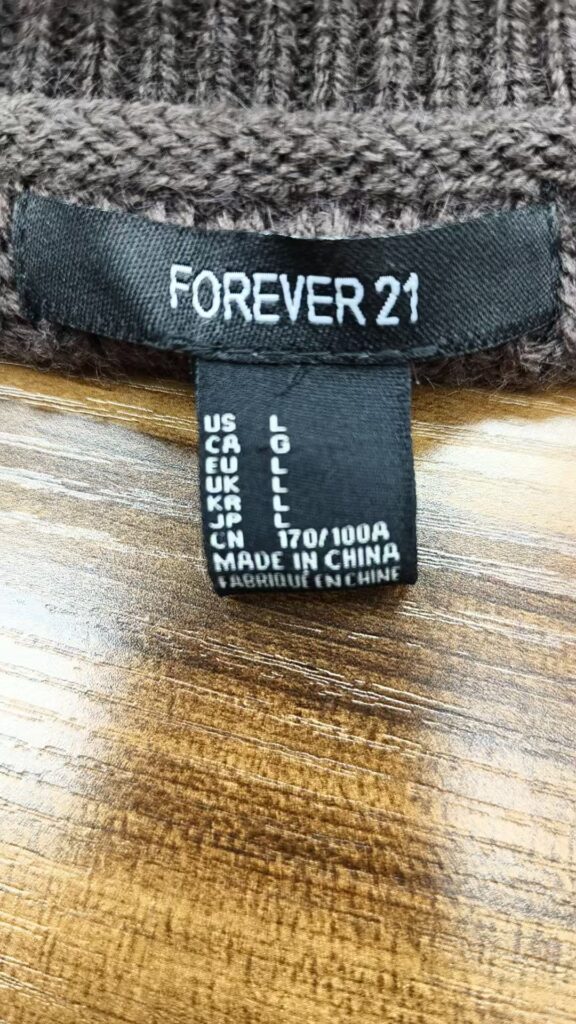 FOREVER 21
US L
CA G
EU L
UK L
KR L
JP L
CN 170/100A
MADE IN CHINA
FABRIQUÉ EN CHINE